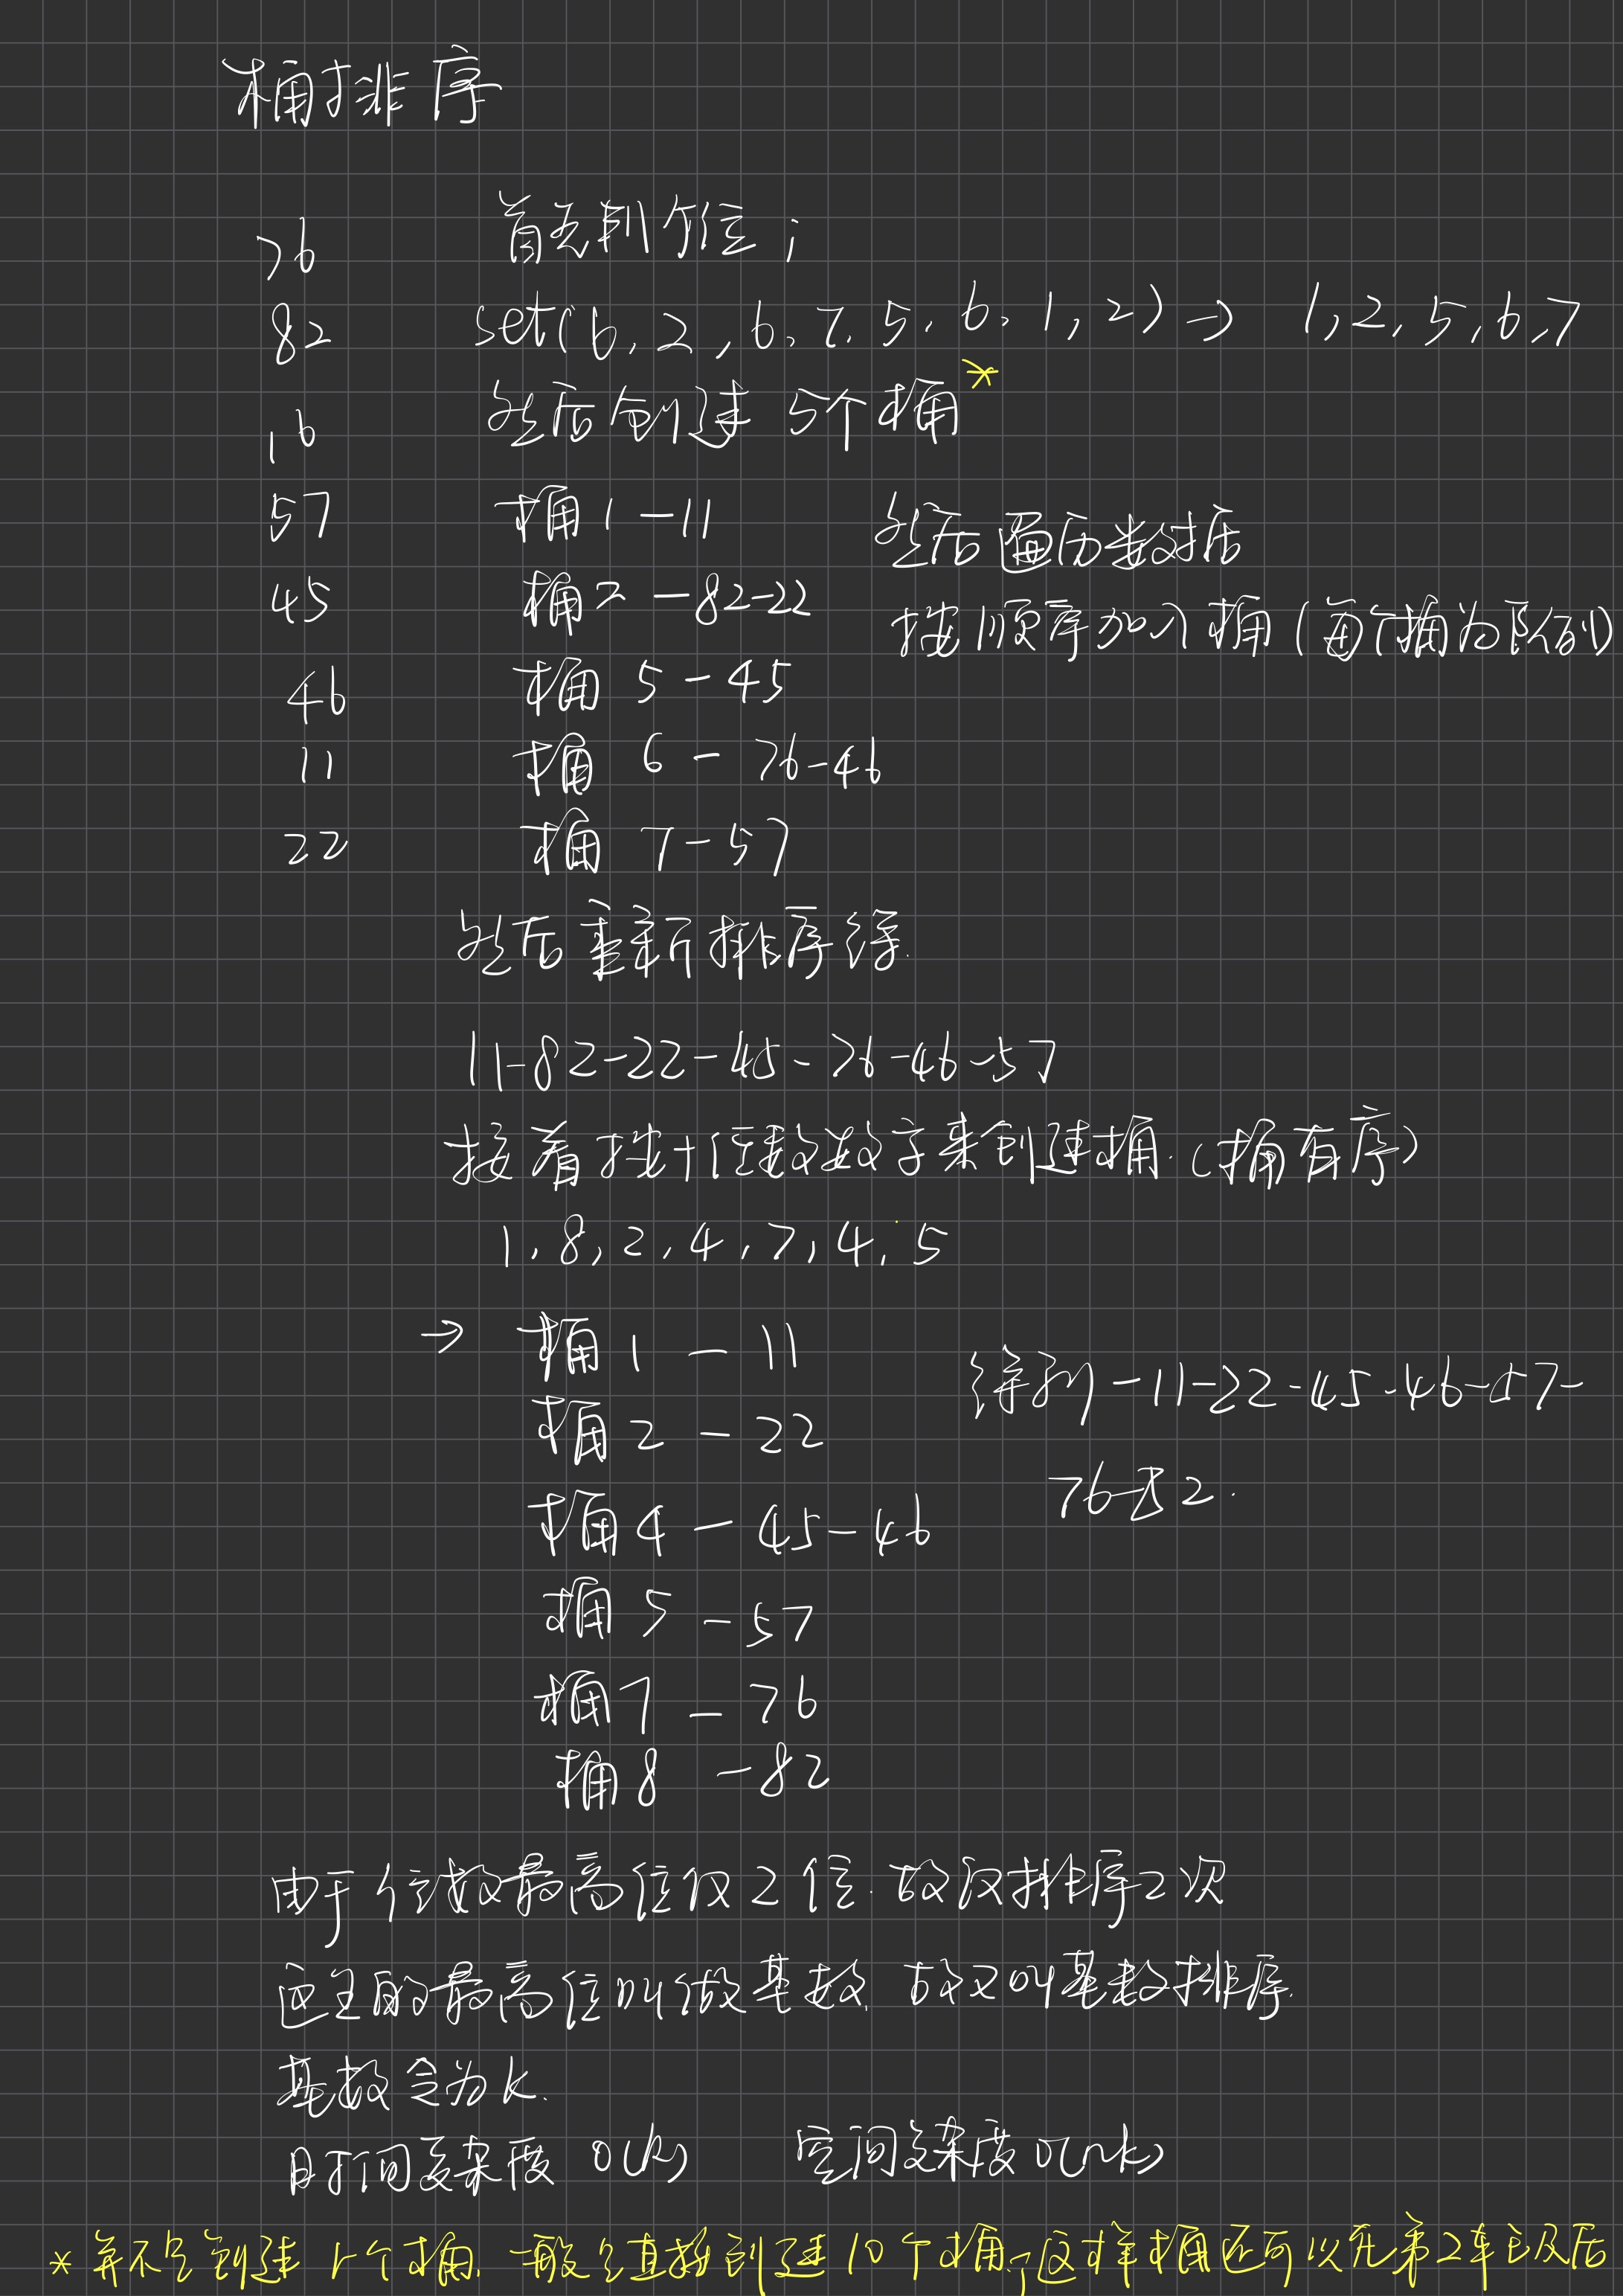 桶排序
首先判个位；
76
82
16
57
45
46
11
22
set(6,2,6,7,5,6,1,2) → 1,2,5,6,7
然后创建 5个桶*
桶1-11
桶2-82-22
桶 5-45
桶 6-76-46
桶 7-57
然后遍历数据
按顺序加入桶(每个桶为队列)
然后重新排序得
11-82-22-45-76-46-57
接着按十位数数字来创建桶.(桶有序)
1,8,2,4,7,4,5
→ 桶1-11
桶2-22
桶4-45-46
桶5-57
桶7-76
桶8-82
得到-11-22-45-46-57-
76-82.
由于位数最高位仅2位.故仅排序2次
这里的最高位叫做基数.故又叫基数排序.
基数令为k.
时间复杂度 O(k) 空间复杂度O(nk)
*并不是创建 5个桶,一般是直接创建10个桶,这样桶还可以在第2轮以及后